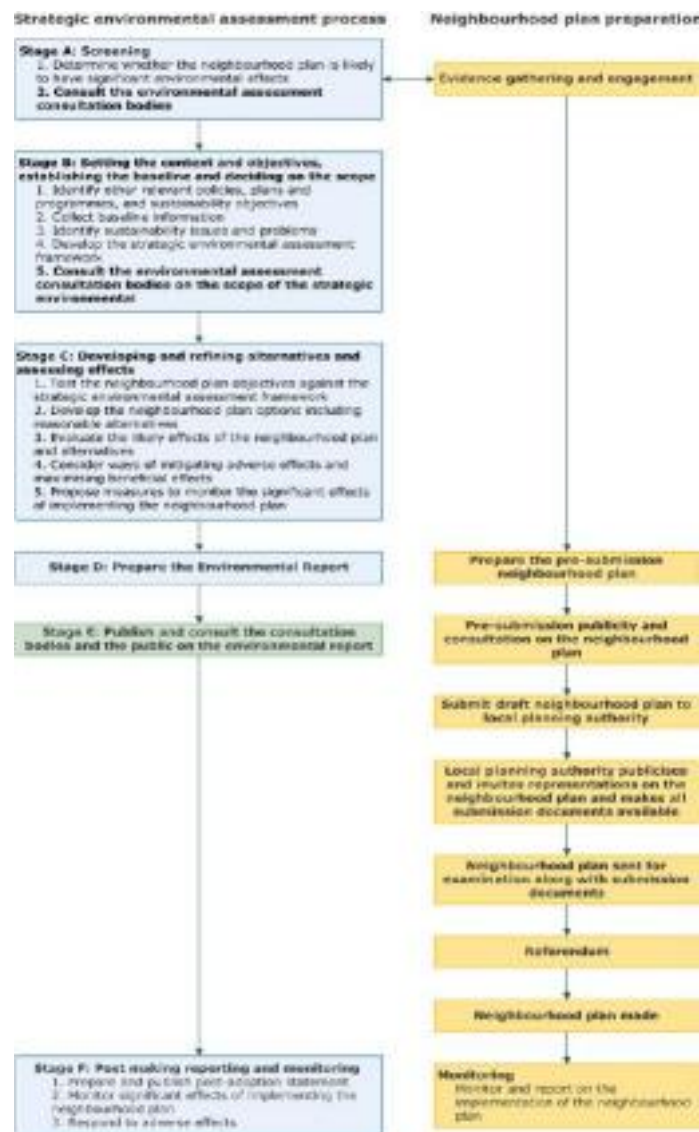 Strategic environmental assessment process
Neighbourhood plan preparation
Stage A: Screening
1. Determine whether the neighbourhood plan is likely
to have significant environmental effects
2. Consult the environmental assessment
consultation bodies
Evidence gathering and engagement
Stage B: Setting the context and objectives,
establishing the baseline and deciding on the scope
1. Identify other relevant policies, plans and
programmes, and sustainability objectives
2. Collect baseline information
3. Identify sustainability issues and problems
4. Develop the strategic environmental assessment
framework
5. Consult the environmental assessment
consultation bodies on the scope of the strategic
environmental
Stage C: Developing and refining alternatives and
assessing effects
1. Test the neighbourhood plan objectives against the
strategic environmental assessment framework
2. Develop the neighbourhood plan options including
reasonable alternatives
3. Evaluate the likely effects of the neighbourhood plan
and alternatives
4. Consider ways of mitigating adverse effects and
maximising beneficial effects
5. Propose measures to monitor the significant effects
of implementing the neighbourhood plan
Stage D: Prepare the Environmental Report
Stage E: Publish and consult the consultation
bodies and the public on the environmental report
Prepare the pre-submission
neighbourhood plan
Pre-submission publicity and
consultation on the neighbourhood
plan
Submit draft neighbourhood plan to
local planning authority
Local planning authority publicises
and invites representations on the
neighbourhood plan and makes all
submission documents available
Neighbourhood plan sent for
examination along with submission
documents
Referendum
Neighbourhood plan made
Stage F: Post making reporting and monitoring
1. Prepare and publish post-adoption statement
2. Monitor significant effects of implementing the
neighbourhood plan
3. Respond to adverse effects
Monitoring
Monitor and report on the
implementation of the neighbourhood
plan